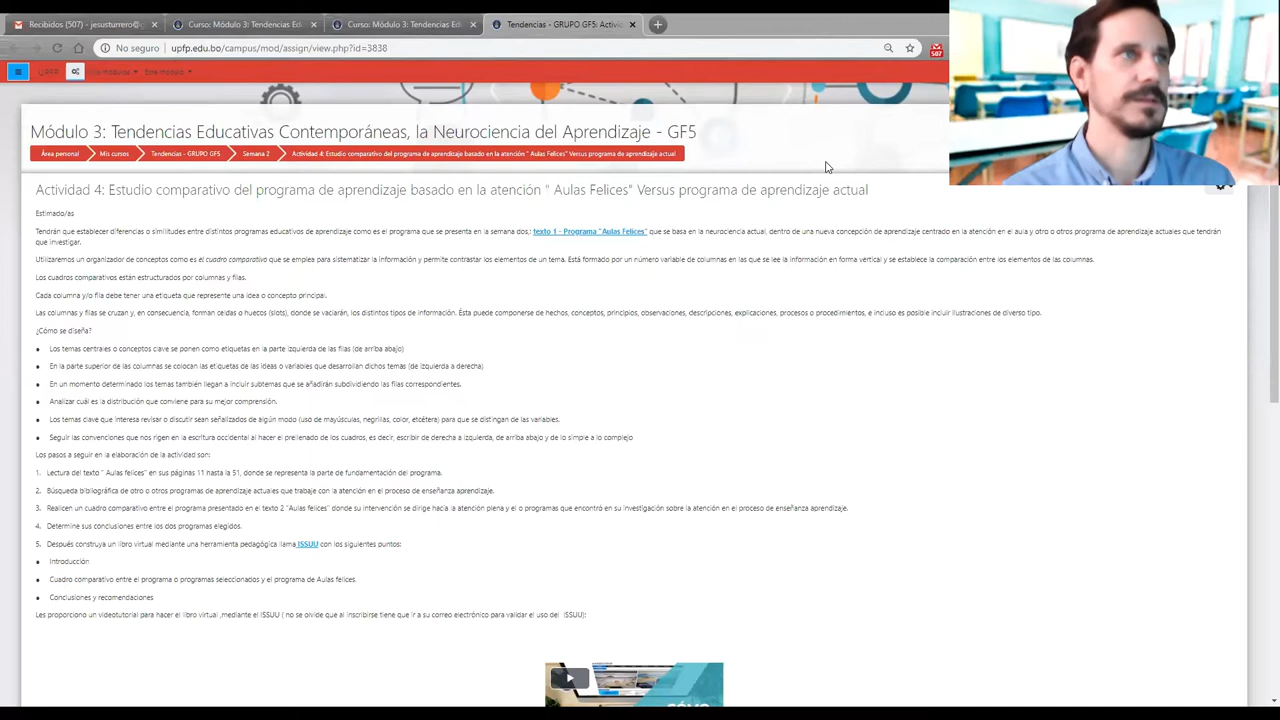 Recibidos (507) - jesusturrero@g
Curso: Módulo 3: Tendencias Ed
Curso: Módulo 3: Tendencias Ed
Tendencias - GRUPO GF5: Activi
No seguro
upfp.edu.bo/campus/mod/assign/view.php?id=3838
507
Mis módulos
Este módulo
Módulo 3: Tendencias Educativas Contemporáneas, la Neurociencia del Aprendizaje - GF5
Área personal
Mis cursos
Tendencias - GRUPO GF5
Semana 2
Actividad 4: Estudio comparativo del programa de aprendizaje basado en la atención " Aulas Felices" Versus programa de aprendizaje actual
Actividad 4: Estudio comparativo del programa de aprendizaje basado en la atención " Aulas Felices" Versus programa de aprendizaje actual
Estimado/as
Tendrán que establecer diferencias o similitudes entre distintos programas educativos de aprendizaje como es el programa que se presenta en la semana dos,: texto 1 - Programa "Aulas Felices" que se basa en la neurociencia actual, dentro de una nueva concepción de aprendizaje centrado en la atención en el aula y otro o otros programa de aprendizaje actuales que tendrán
que investigar.
Utilizaremos un organizador de conceptos como es el cuadro comparativo que se emplea para sistematizar la información y permite contrastar los elementos de un tema. Está formado por un número variable de columnas en las que se lee la información en forma vertical y se establece la comparación entre los elementos de las columnas.
Los cuadros comparativos están estructurados por columnas y filas.
Cada columna y/o fila debe tener una etiqueta que represente una idea o concepto principal.
Las columnas y filas se cruzan y, en consecuencia, forman celdas o huecos (slots), donde se vaciarán, los distintos tipos de información. Ésta puede componerse de hechos, conceptos, principios, observaciones, descripciones, explicaciones, procesos o procedimientos, e incluso es posible incluir ilustraciones de diverso tipo.
¿Cómo se diseña?
● Los temas centrales o conceptos clave se ponen como etiquetas en la parte izquierda de las filas (de arriba abajo)
● En la parte superior de las columnas se colocan las etiquetas de las ideas o variables que desarrollan dichos temas (de izquierda a derecha)
● En un momento determinado los temas también llegan a incluir subtemas que se añadirán subdividiendo las filas correspondientes.
● Analizar cuál es la distribución que conviene para su mejor comprensión.
● Los temas clave que interesa revisar o discutir sean señalizados de algún modo (uso de mayúsculas, negrillas, color, etcétera) para que se distingan de las variables.
● Seguir las convenciones que nos rigen en la escritura occidental al hacer el prellenado de los cuadros, es decir, escribir de derecha a izquierda, de arriba abajo y de lo simple a lo complejo
Los pasos a seguir en la elaboración de la actividad son:
1. Lectura del texto " Aulas felices" en sus páginas 11 hasta la 51, donde se representa la parte de fundamentación del programa.
2. Búsqueda bibliográfica de otro o otros programas de aprendizaje actuales que trabaje con la atención en el proceso de enseñanza aprendizaje.
3. Realicen un cuadro comparativo entre el programa presentado en el texto 2 "Aulas felices" donde su intervención se dirige hacia la atención plena y el o programas que encontró en su investigación sobre la atención en el proceso de enseñanza aprendizaje.
4. Determine sus conclusiones entre los dos programas elegidos.
5. Después construya un libro virtual mediante una herramienta pedagógica llama ISSUU con los siguientes puntos:
● Introducción
● Cuadro comparativo entre el programa o programas seleccionados y el programa de Aulas felices.
● Conclusiones y recomendaciones
Les proporciono un videotutorial para hacer el libro virtual ,mediante el ISSUU ( no se olvide que al inscribirse tiene que ir a su correo electrónico para validar el uso del ISSUU):
CÓMO